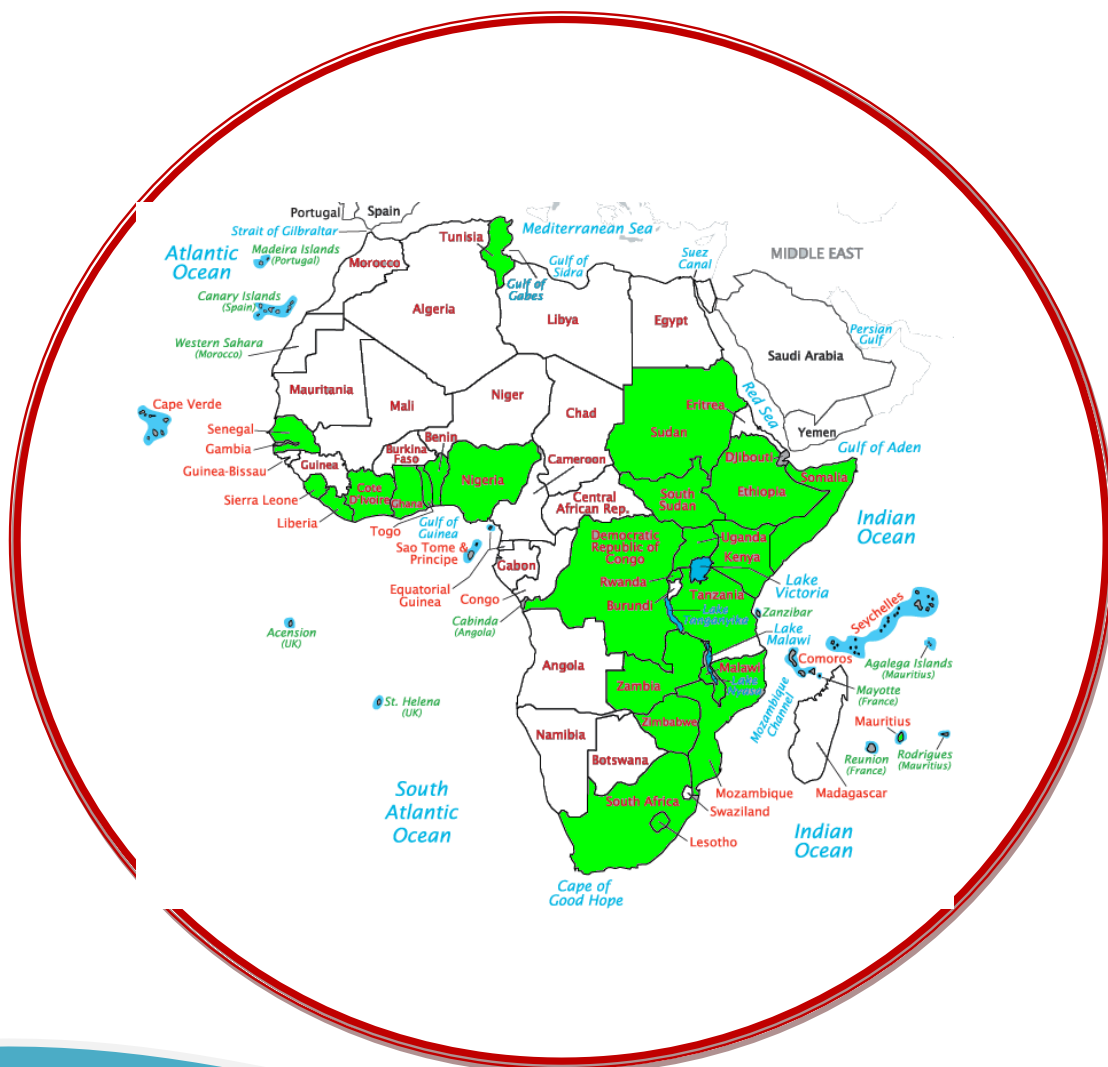 Portugal
Spain
Strait of Gibraltar
Mediterranean Sea
Tunisia
Madeira Islands
(Portugal)
Atlantic
Ocean
Morocco
Gulf of
Sidra
Suez
Canal
MIDDLE EAST
Gulf of
Gabes
Canary Islands
(Spain)
Algeria
Libya
Egypt
Persian
Gulf
Western Sahara
(Morocco)
Saudi Arabia
Mauritania
Mali
Niger
Chad
Eritrea
Red Sea
Cape Verde
Senegal
Gambia
Guinea-Bissau
Guinea
Burkina
Faso
Benin
Sudan
Yemen
Gulf of Aden
Cameroon
DJibouti
Somalia
Nigeria
Sierra Leone
Cote
D'Ivoire
Ghana
Central
African Rep.
South
Sudan
Ethiopia
Liberia
Togo
Gulf of
Guinea
Indian
Ocean
Sao Tome &
Principe
Democratic
Republic of
Congo
Uganda
Kenya
Gabon
Equatorial
Guinea
Congo
Rwanda
Burundi
Tanzania
Lake
Victoria
Cabinda
(Angola)
Lake
Tanganyika
Zanzibar
Seychelles
Acension
(UK)
Lake
Malawi
Angola
Malawi
Comoros
Agalega Islands
(Mauritius)
Zambia
Lake
Nyasa
Mayotte
(France)
St. Helena
(UK)
Mozambique
Channel
Zimbabwe
Mauritius
Namibia
Botswana
Reunion
(France)
Rodrigues
(Mauritius)
South
Atlantic
Ocean
South Africa
Mozambique
Madagascar
Swaziland
Lesotho
Indian
Ocean
Cape of
Good Hope